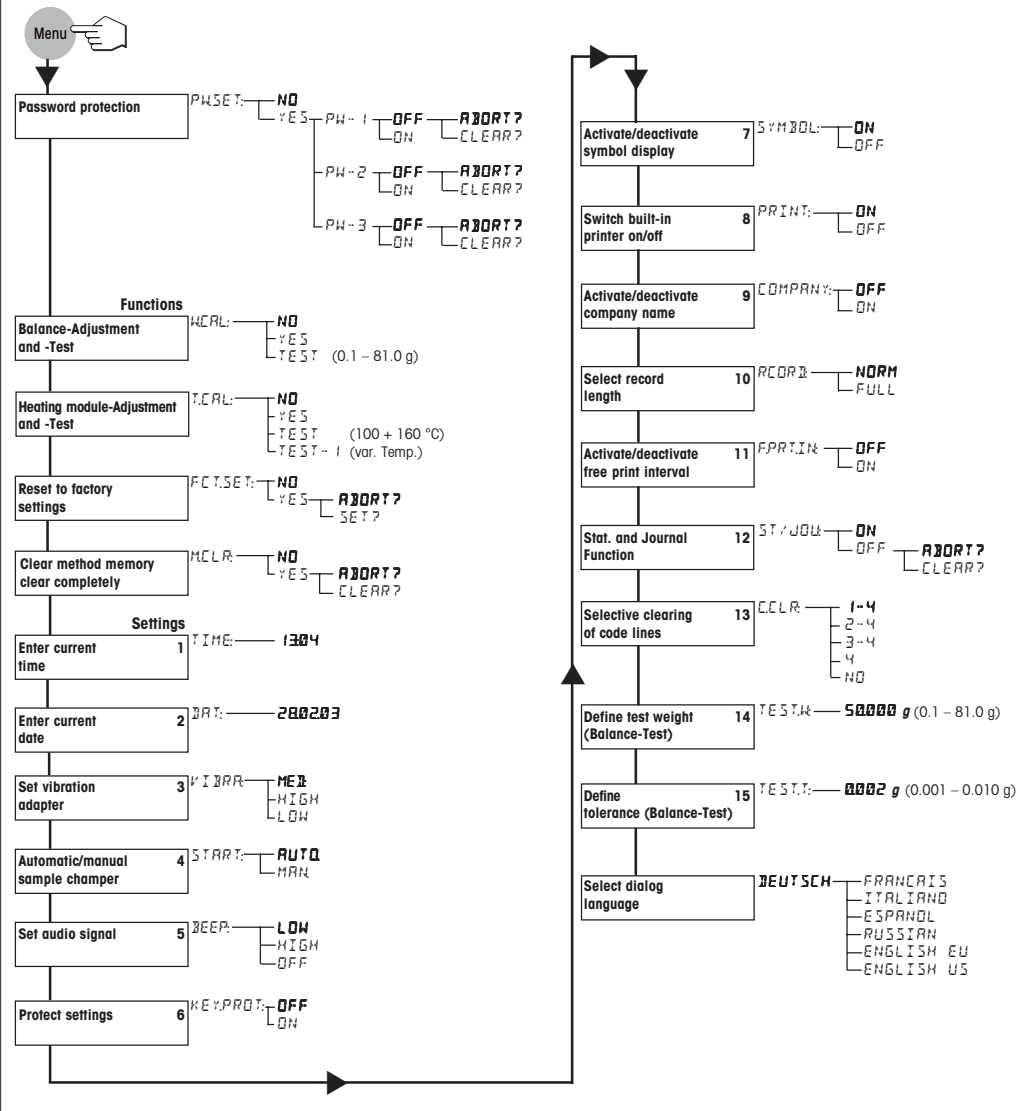 Menu
Password protection PW.SET: NO
YES PW-1 OFF ABORT?
ON CLEAR?
PW-2 OFF ABORT?
ON CLEAR?
PW-3 OFF ABORT?
ON CLEAR?
Functions
Balance-Adjustment
and -Test
W.CAL: NO
YES
TEST (0.1 – 81.0 g)
Heating module-Adjustment
and -Test
T.CAL: NO
YES
TEST (100 + 160 °C)
TEST-1 (var. Temp.)
Reset to factory
settings
FCT.SET: NO
YES ABORT?
SET?
Clear method memory
clear completely
M.CLR: NO
YES ABORT?
CLEAR?
Settings
Enter current 1
time
TIME: 13:04
Enter current 2
date
DAT: 28.02.03
Set vibration 3
adapter
VIBRA: MED.
HIGH
LOW
Automatic/manual 4
sample champer
START: AUTO.
MAN.
Set audio signal 5
BEEP: LOW
HIGH
OFF
Protect settings 6
KEY.PROT: OFF
ON
Activate/deactivate 7
symbol display
SYMBOL: ON
OFF
Switch built-in 8
printer on/off
PRINT: ON
OFF
Activate/deactivate 9
company name
COMPANY: OFF
ON
Select record 10
length
RCORD: NORM
FULL
Activate/deactivate 11
free print interval
F.PRT.IN: OFF
ON
Stat. and Journal 12
Function
ST/JOU: ON
OFF ABORT?
CLEAR?
Selective clearing 13
of code lines
C.CLR: 1-4
2-4
3-4
4
NO
Define test weight 14
(Balance-Test)
TEST.W: 50.000 g (0.1 – 81.0 g)
Define 15
tolerance (Balance-Test)
TEST.T: 0.002 g (0.001 – 0.010 g)
Select dialog
language
DEUTSCH FRANCAIS
ITALIANO
ESPANOL
RUSSIAN
ENGLISH EU
ENGLISH US